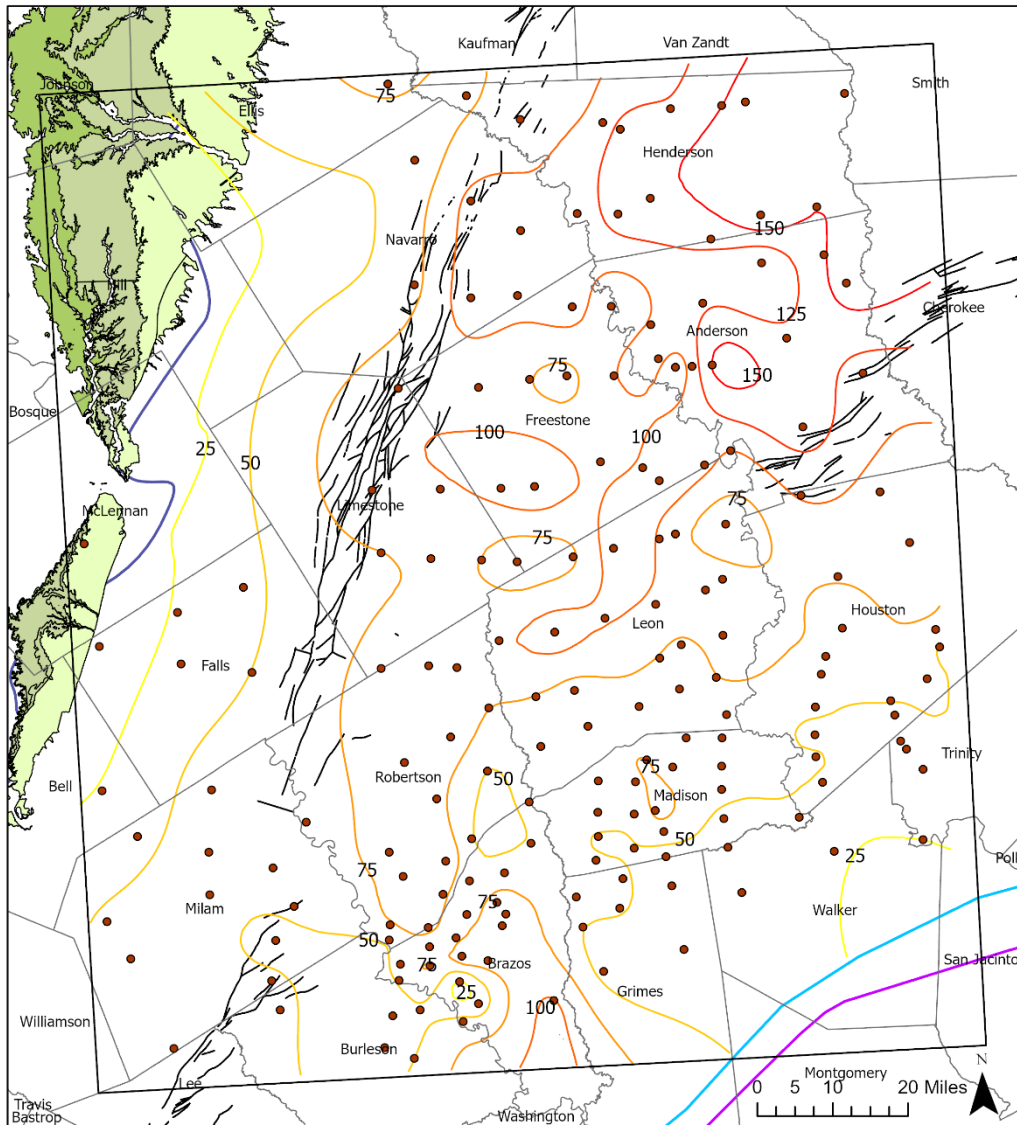 Kaufman
Van Zandt
Johnson
75
Smith
Ellis
Henderson
150
Navarro
Hill
Cherokee
125
Anderson
75
150
Bosque
Freestone
100
100
25
50
Limestone
75
McLennan
75
Houston
Leon
Falls
Trinity
Bell
Robertson
50
75
Madison
50
25
Polk
75
75
Milam
Walker
50
75
Brazos
San Jacinto
25
Grimes
100
Williamson
Burleson
Lee
Montgomery
N
0 5 10 20 Miles
Travis
Bastrop
Washington